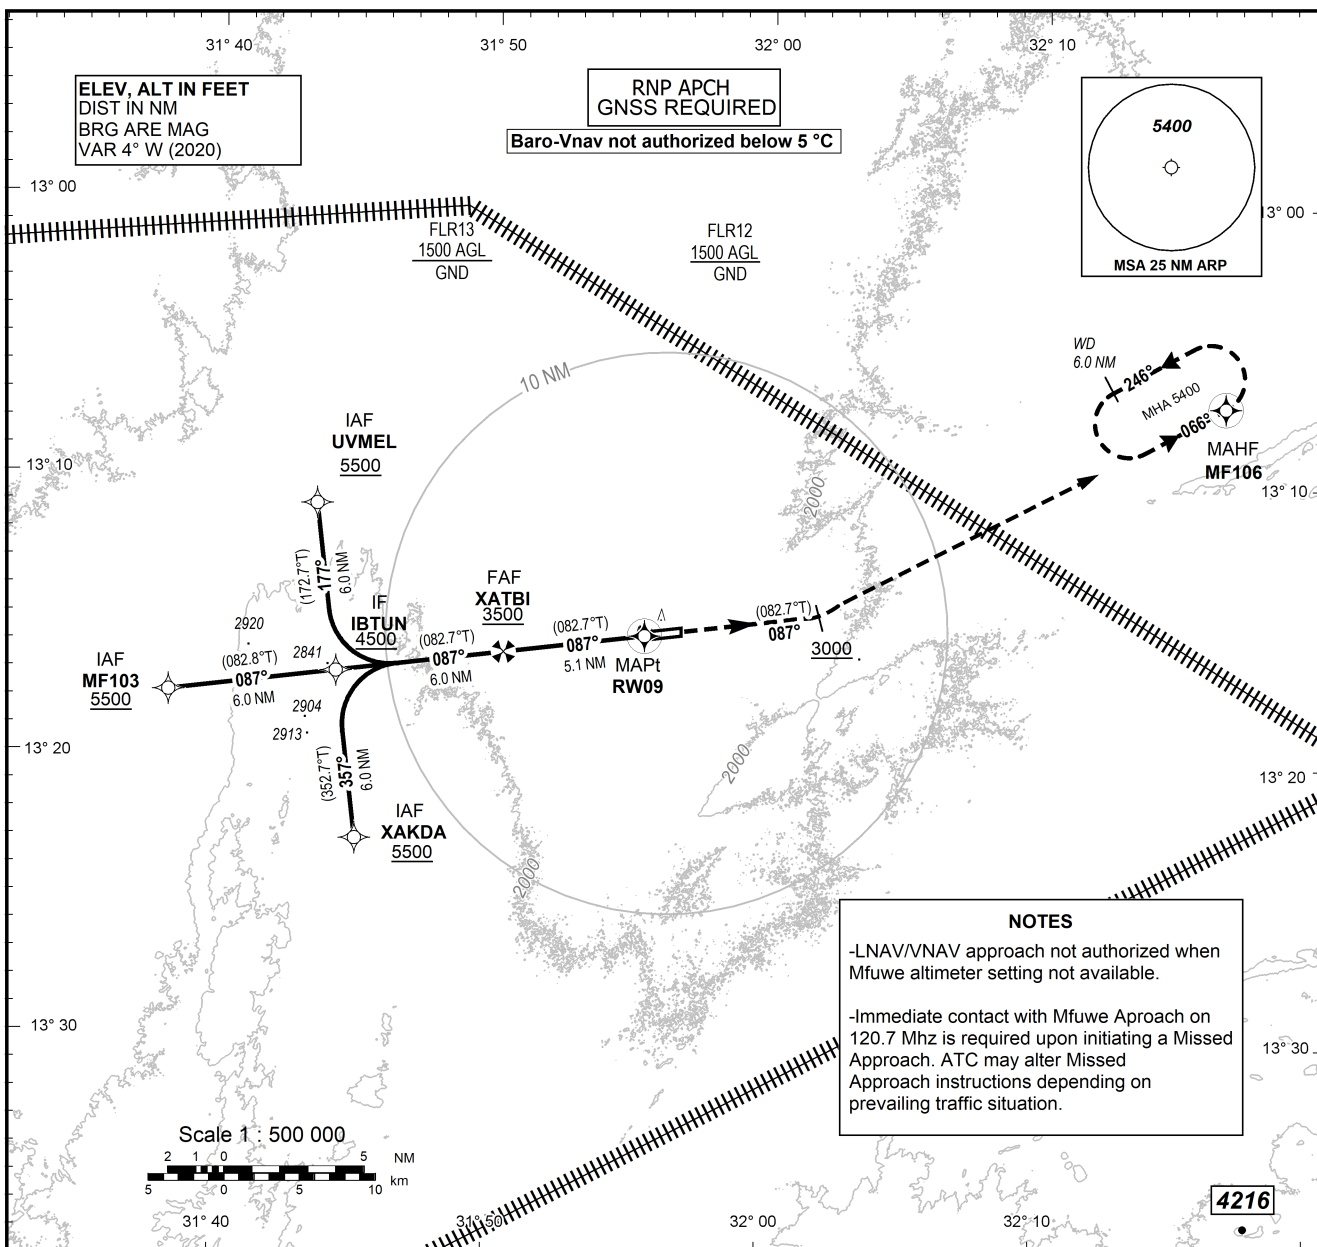 31° 40'
31° 50'
32° 00'
32° 10'
ELEV, ALT IN FEET
DIST IN NM
BRG ARE MAG
VAR 4° W (2020)
RNP APCH
GNSS REQUIRED
Baro-Vnav not authorized below 5 °C
5400
MSA 25 NM ARP
13° 00'
13° 00'
FLR13
1500 AGL
GND
FLR12
1500 AGL
GND
10 NM
WD
6.0 NM
246°
MHA 5400
066°
MAHF
MF106
IAF
UVMEL
5500
13° 10'
13° 10'
2000
(172.7°T)
177°
6.0 NM
FAF
XATBI
3500
IF
IBTUN
4500
2920
2841
(082.8°T)
087°
6.0 NM
(082.7°T)
087°
6.0 NM
(082.7°T)
087°
5.1 NM
(082.7°T)
087°
3000
IAF
MF103
5500
MAPt
RW09
2904
2913
13° 20'
13° 20'
2000
(352.7°T)
357°
6.0 NM
IAF
XAKDA
5500
2000
NOTES
-LNAV/VNAV approach not authorized when
Mfuwe altimeter setting not available.
-Immediate contact with Mfuwe Aproach on
120.7 Mhz is required upon initiating a Missed
Approach. ATC may alter Missed
Approach instructions depending on
prevailing traffic situation.
13° 30'
13° 30'
Scale 1 : 500 000
2 1 0 5 NM
5 0 5 10 km
4216
31° 40'
31° 50'
32° 00'
32° 10'